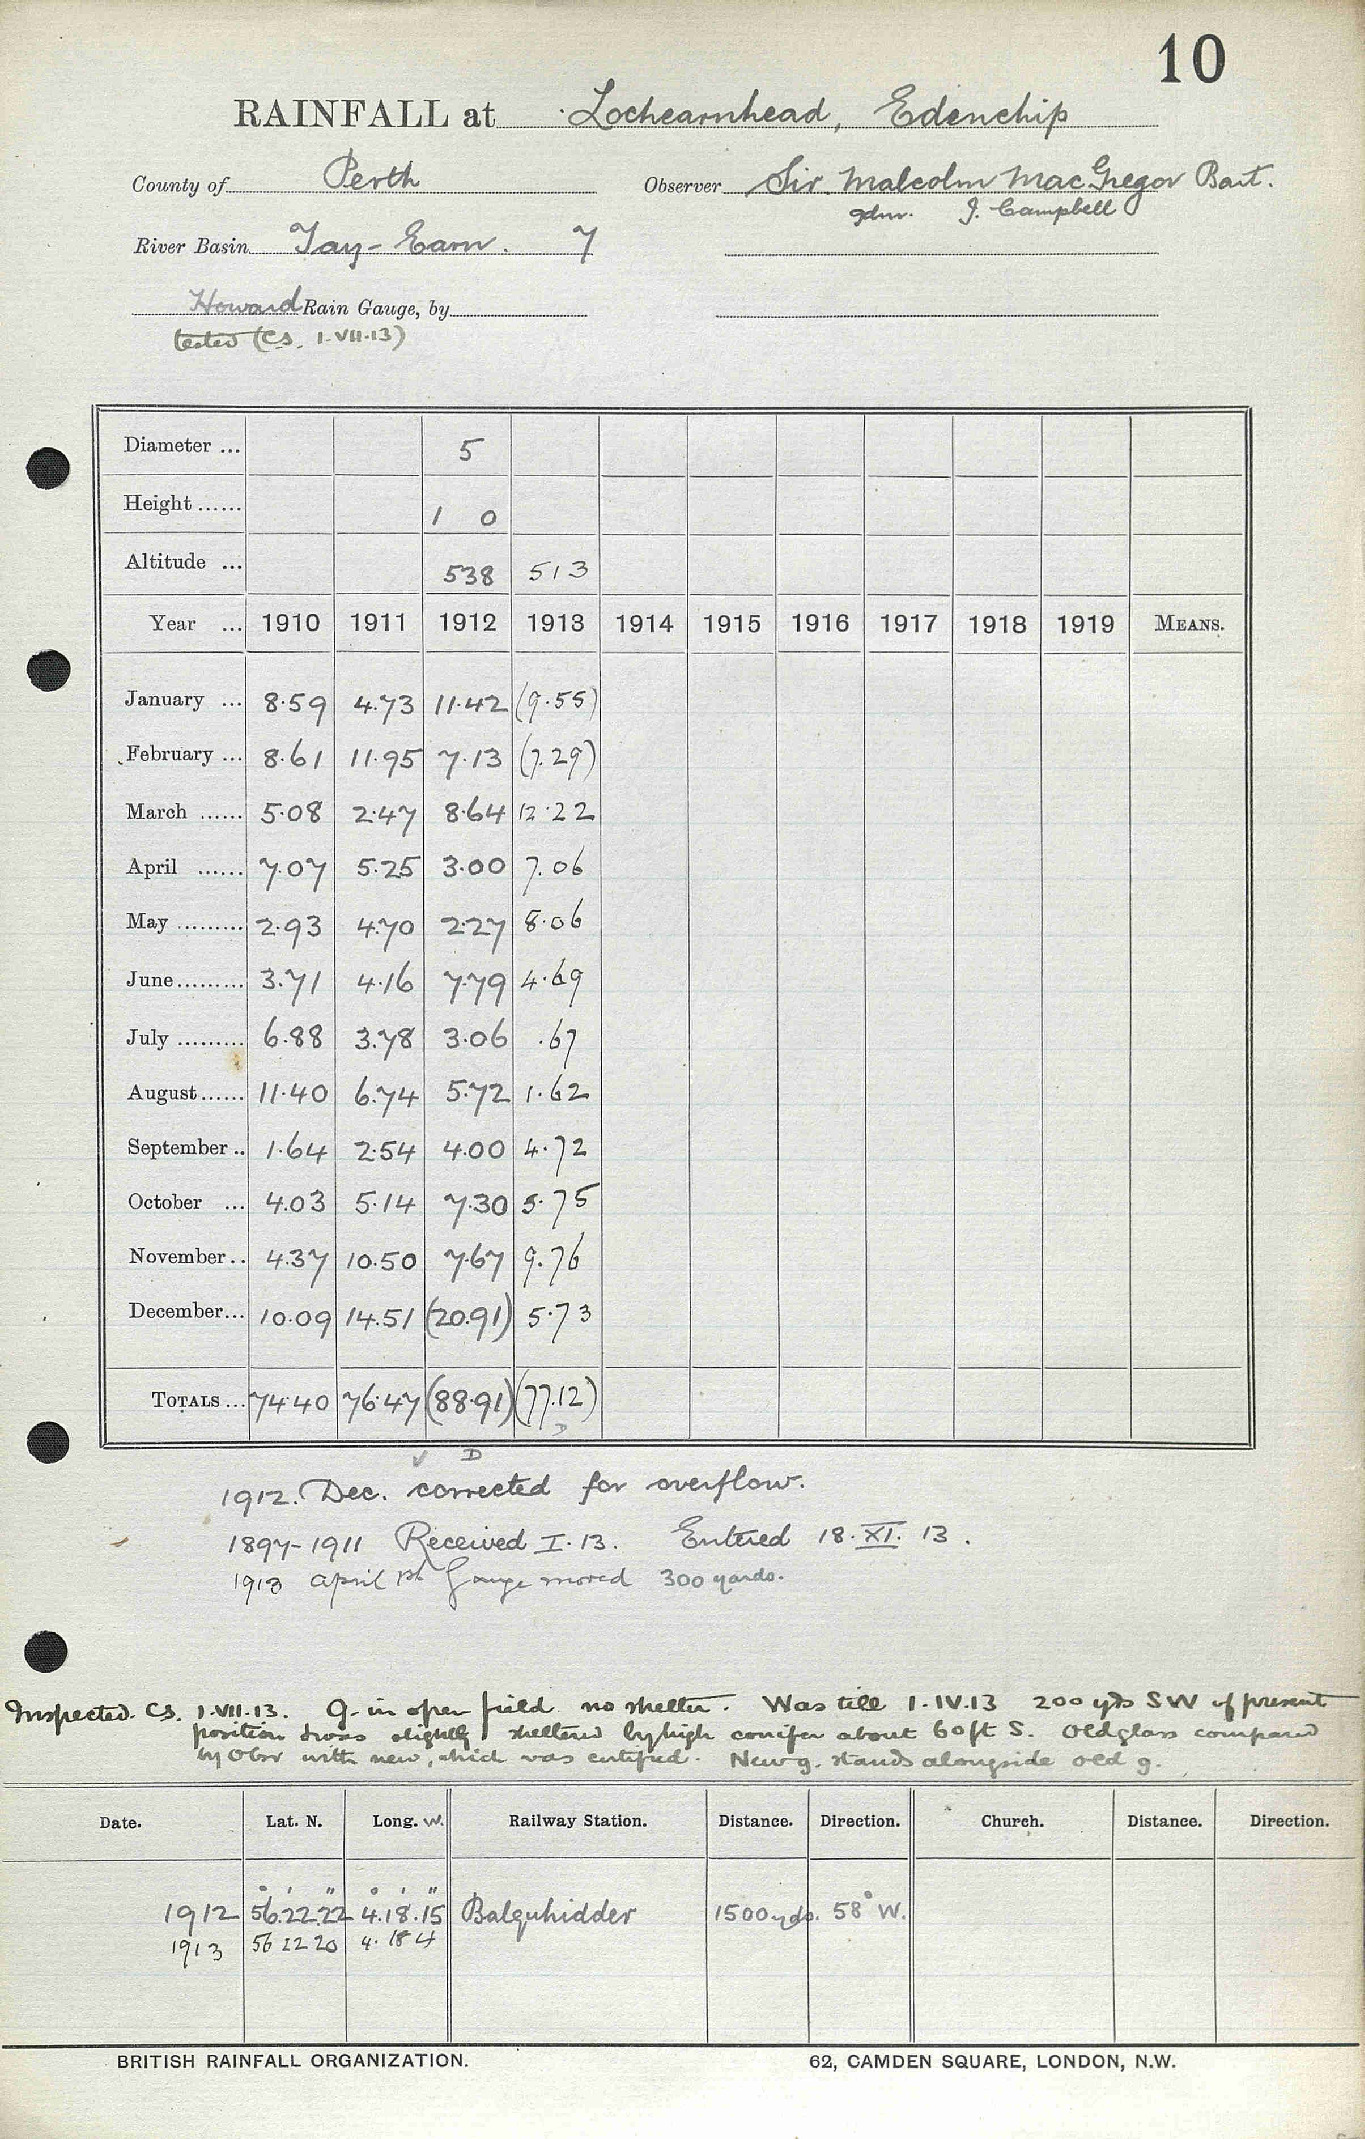 10
RAINFALL at Lochearnhead, Edenchip
County of Perth Observer Sir Malcolm MacGregor Bart.
gdnr. J. Campbell
River Basin Tay - Earn. 7
Howard Rain Gauge, by
tested (CS. 1.VII.13)
Diameter ... 5
Height ...... 1 0
Altitude ... 538 513
Year ... 1910 1911 1912 1913 1914 1915 1916 1917 1918 1919 MEANS.
January ... 8.59 4.73 11.42 (9.55)
February ... 8.61 11.95 7.13 (7.29)
March ...... 5.08 2.47 8.64 12.22
April ...... 7.07 5.25 3.00 7.06
May ......... 2.93 4.70 2.27 8.06
June ......... 3.71 4.16 7.79 4.69
July ......... 6.88 3.78 3.06 .67
August ...... 11.40 6.74 5.72 1.62
September .. 1.64 2.54 4.00 4.72
October ... 4.03 5.14 7.30 5.75
November .. 4.37 10.50 7.67 9.76
December ... 10.09 14.51 (20.91) 5.73
TOTALS ... 74.40 76.47 (88.91) (77.12)
D
✓ D
1912. Dec. corrected for overflow.
1897-1911 Received I.13. Entered 18.XI.13.
1913 April 1st Gauge moved 300 yards.
Inspected CS. 1.VII.13. G. in open field no shelter. Was till 1.IV.13 200 yds SW of present
position & was slightly sheltered by high conifer about 60 ft S. Old glass compared
by Obsr with new, which was certified. New g. stands alongside old g.
Date. Lat. N. Long. W. Railway Station. Distance. Direction. Church. Distance. Direction.
1912 56° 22' 22" 4° 18' 15" Balquhidder 1500 yds. 58° W.
1913 56 22 20 4. 18 4
BRITISH RAINFALL ORGANIZATION. 62, CAMDEN SQUARE, LONDON, N.W.